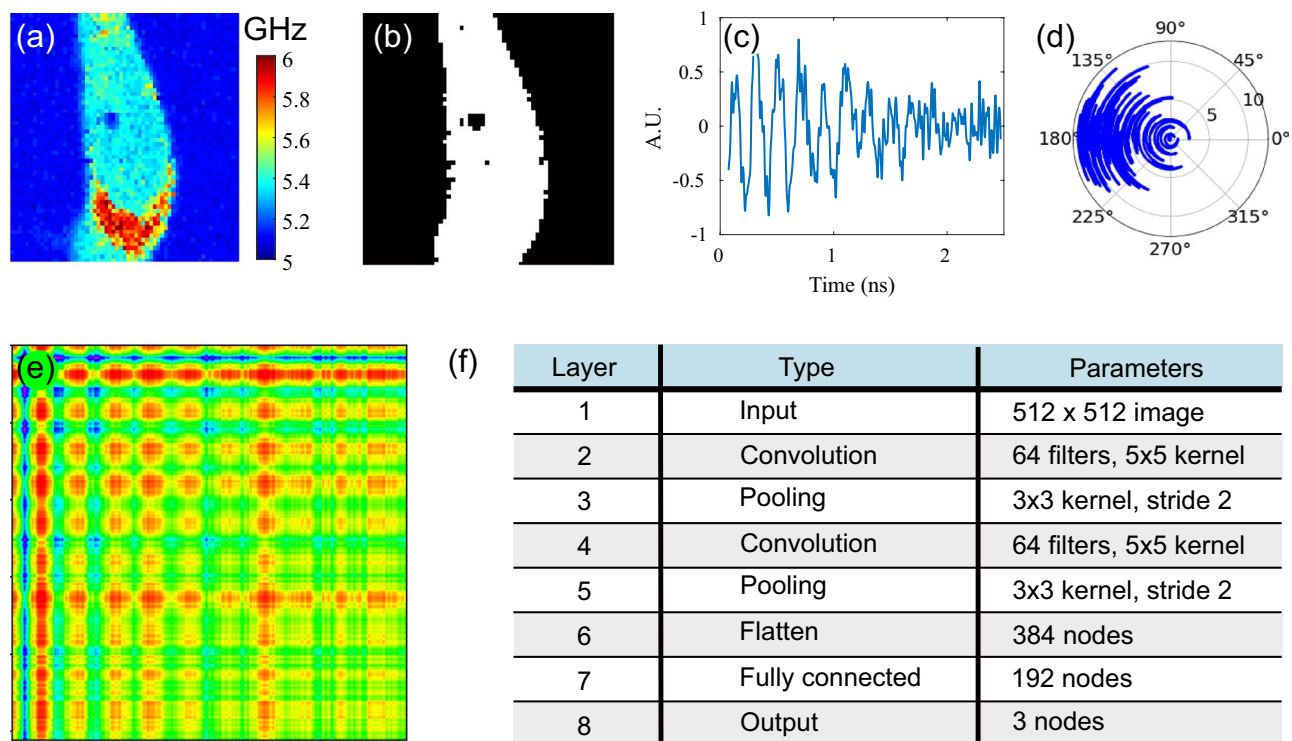 (a)
GHz
6
5.8
5.6
5.4
5.2
5
(b)
(c)
1
0.5
0
-0.5
-1
A.U.
0
1
2
Time (ns)
(d)
90°
135°
45°
10
5
180°
0°
225°
315°
270°
(e)
(f)
Layer Type Parameters
1 Input 512 x 512 image
2 Convolution 64 filters, 5x5 kernel
3 Pooling 3x3 kernel, stride 2
4 Convolution 64 filters, 5x5 kernel
5 Pooling 3x3 kernel, stride 2
6 Flatten 384 nodes
7 Fully connected 192 nodes
8 Output 3 nodes